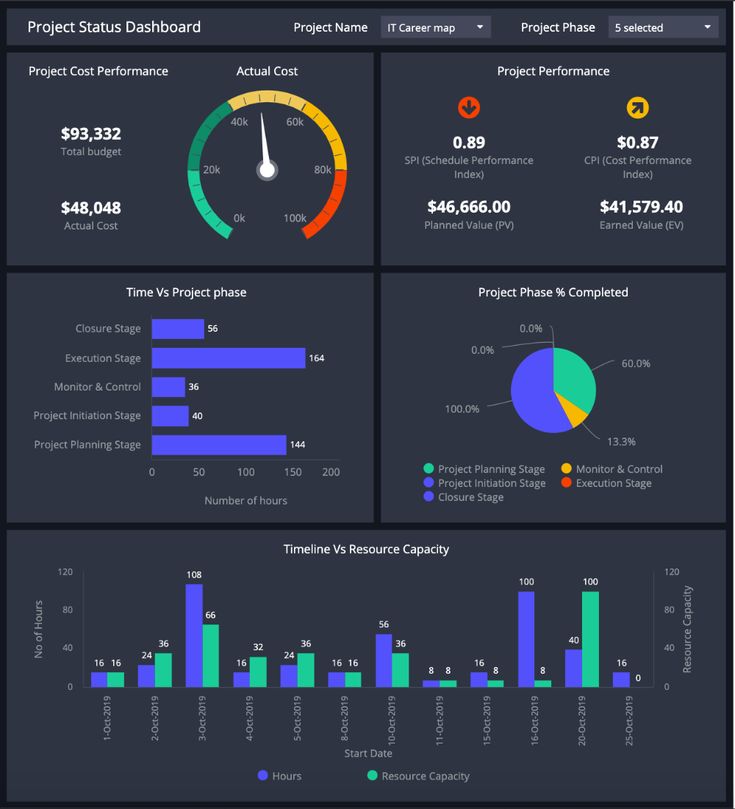 Project Status Dashboard
Project Name
IT Career map
Project Phase
5 selected
Project Cost Performance
Actual Cost
$93,332
Total budget
$48,048
Actual Cost
0k
20k
40k
60k
80k
100k
Project Performance
0.89
SPI (Schedule Performance
Index)
$0.87
CPI (Cost Performance
Index)
$46,666.00
Planned Value (PV)
$41,579.40
Earned Value (EV)
Time Vs Project phase
Closure Stage 56
Execution Stage 164
Monitor & Control 36
Project Initiation Stage 40
Project Planning Stage 144
0 50 100 150 200
Number of hours
Project Phase % Completed
0.0%
0.0%
60.0%
100.0%
13.3%
Project Planning Stage
Monitor & Control
Project Initiation Stage
Execution Stage
Closure Stage
Timeline Vs Resource Capacity
No of Hours
120
80
40
0
16 16
24 36
108 66
16 32
24 36
16 16
56 36
8 8
16 8
100 8
40 100
16 0
120
80
40
0
Resource Capacity
1-Oct-2019
2-Oct-2019
3-Oct-2019
4-Oct-2019
5-Oct-2019
8-Oct-2019
10-Oct-2019
11-Oct-2019
15-Oct-2019
16-Oct-2019
20-Oct-2019
25-Oct-2019
Start Date
Hours
Resource Capacity